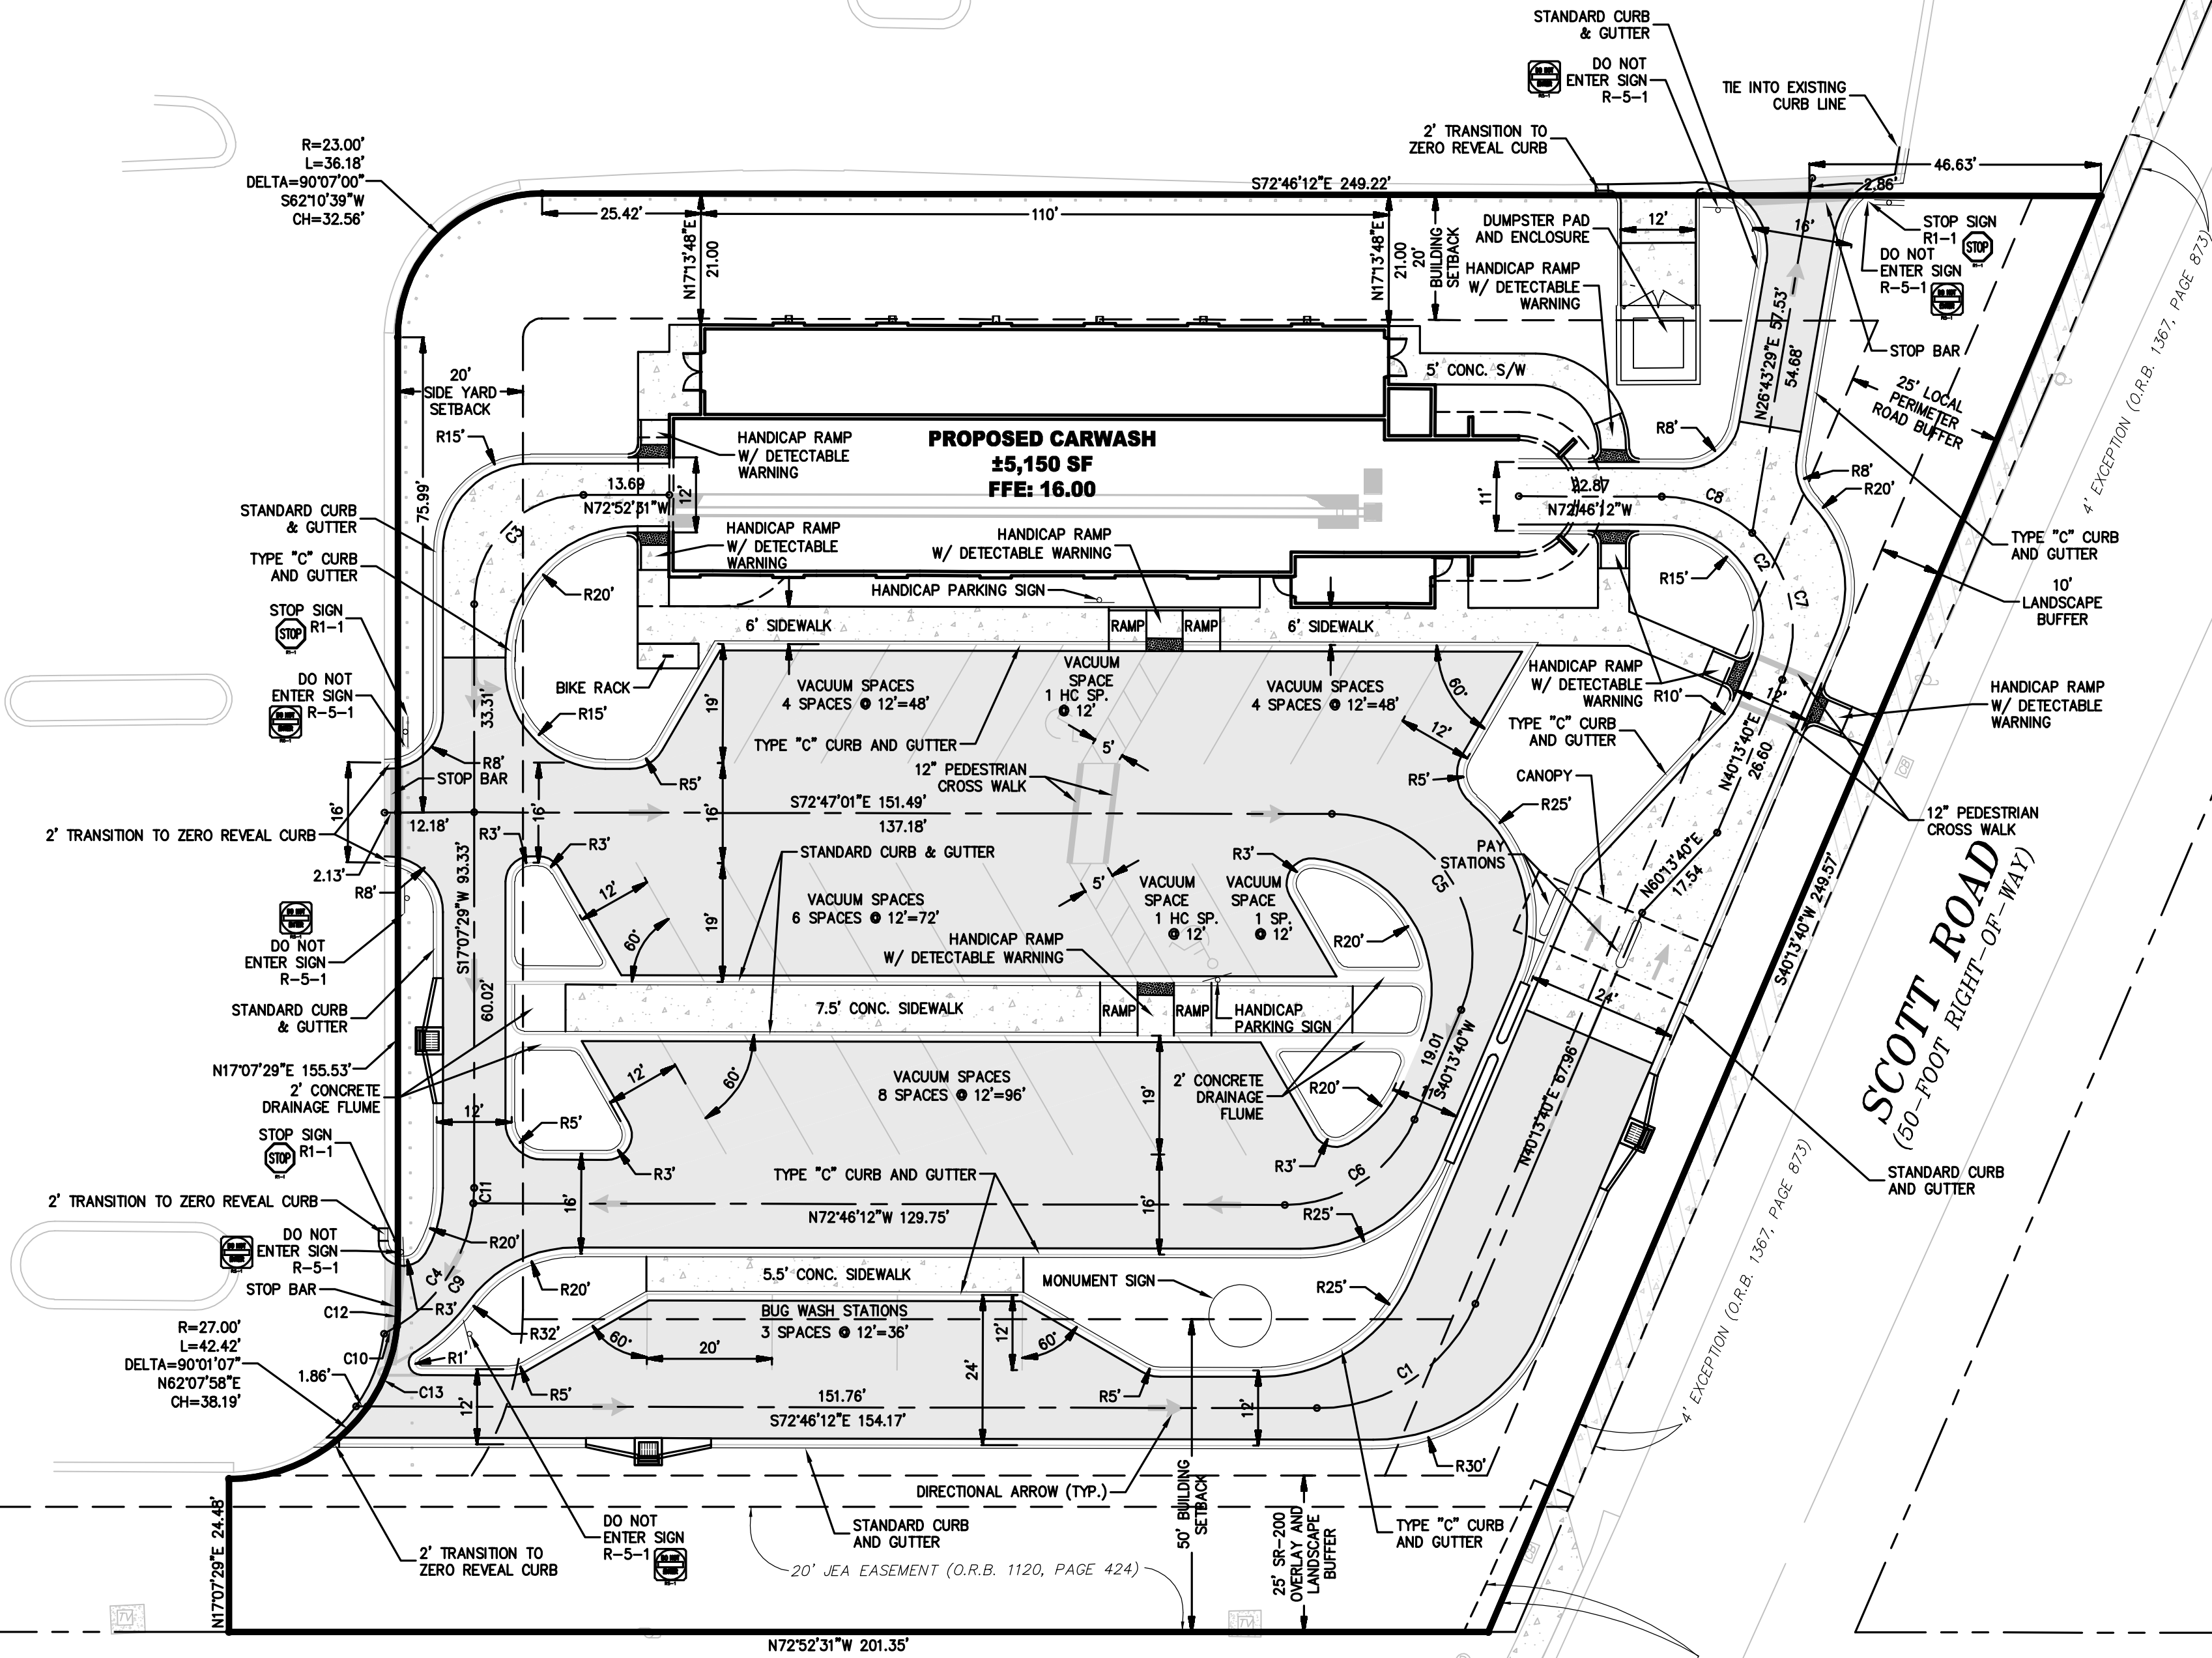 STANDARD CURB
& GUTTER
DO NOT
ENTER SIGN
R-5-1
TIE INTO EXISTING
CURB LINE
2' TRANSITION TO
ZERO REVEAL CURB
R=23.00'
L=36.18'
DELTA=90°07'00"
S62°10'39"W
CH=32.56'
S72°46'12"E 249.22'
46.63'
2.86'
25.42'
110'
N17°13'48"E
21.00
N17°13'48"E
21.00
20'
BUILDING
SETBACK
DUMPSTER PAD
AND ENCLOSURE
12'
16'
STOP SIGN
R1-1
STOP
DO NOT
ENTER SIGN
R-5-1
HANDICAP RAMP
W/ DETECTABLE
WARNING
N26°43'29"E 57.53'
54.68'
STOP BAR
25' LOCAL
PERIMETER
ROAD BUFFER
4' EXCEPTION (O.R.B. 1367, PAGE 873)
20'
SIDE YARD
SETBACK
5' CONC. S/W
R15'
75.99'
HANDICAP RAMP
W/ DETECTABLE
WARNING
PROPOSED CARWASH
±5,150 SF
FFE: 16.00
R8'
R8'
R20'
13.69
N72°52'31"W
12'
11'
22.87
N72°46'12"W
C8
C3
STANDARD CURB
& GUTTER
TYPE "C" CURB
AND GUTTER
HANDICAP RAMP
W/ DETECTABLE
WARNING
HANDICAP RAMP
W/ DETECTABLE WARNING
C2
C7
TYPE "C" CURB
AND GUTTER
R15'
R20'
HANDICAP PARKING SIGN
10'
LANDSCAPE
BUFFER
STOP SIGN
R1-1
STOP
6' SIDEWALK
RAMP
RAMP
6' SIDEWALK
DO NOT
ENTER SIGN
R-5-1
33.31'
BIKE RACK
R15'
19'
VACUUM SPACES
4 SPACES @ 12'=48'
VACUUM
SPACE
1 HC SP.
@ 12'
VACUUM SPACES
4 SPACES @ 12'=48'
60°
12'
HANDICAP RAMP
W/ DETECTABLE
WARNING
R10'
12'
HANDICAP RAMP
W/ DETECTABLE
WARNING
TYPE "C" CURB
AND GUTTER
TYPE "C" CURB AND GUTTER
5'
R8'
STOP BAR
R5'
12" PEDESTRIAN
CROSS WALK
R5'
CANOPY
N40°13'40"E
26.60
16'
16'
16'
S72°47'01"E 151.49'
137.18'
R25'
12.18'
2' TRANSITION TO ZERO REVEAL CURB
R3'
R3'
12" PEDESTRIAN
CROSS WALK
STANDARD CURB & GUTTER
R3'
PAY
STATIONS
2.13'
R8'
S17°07'29"W 93.33'
12'
19'
60°
VACUUM SPACES
6 SPACES @ 12'=72'
5'
VACUUM
SPACE
1 HC SP.
@ 12'
VACUUM
SPACE
1 SP.
@ 12'
C5
N60°13'40"E
17.54
S40°13'40"W 249.57'
SCOTT ROAD
(50-FOOT RIGHT-OF-WAY)
DO NOT
ENTER SIGN
R-5-1
HANDICAP RAMP
W/ DETECTABLE WARNING
R20'
STANDARD CURB
& GUTTER
60.02'
7.5' CONC. SIDEWALK
RAMP
RAMP
HANDICAP
PARKING SIGN
24'
19.01
S40°13'40"W
N17°07'29"E 155.53'
2' CONCRETE
DRAINAGE FLUME
12'
12'
60°
VACUUM SPACES
8 SPACES @ 12'=96'
19'
2' CONCRETE
DRAINAGE
FLUME
R20'
N40°13'40"E 67.96'
STOP SIGN
R1-1
STOP
R5'
R3'
R3'
TYPE "C" CURB AND GUTTER
C6
STANDARD CURB
AND GUTTER
2' TRANSITION TO ZERO REVEAL CURB
C11
16'
N72°46'12"W 129.75'
16'
R25'
DO NOT
ENTER SIGN
R-5-1
R20'
C4
C9
STOP BAR
R3'
R20'
5.5' CONC. SIDEWALK
MONUMENT SIGN
R25'
C12
R=27.00'
L=42.42'
DELTA=90°01'07"
N62°07'58"E
CH=38.19'
R32'
BUG WASH STATIONS
3 SPACES @ 12'=36'
60°
20'
12'
60°
24'
C10
R1'
1.86'
C13
12'
R5'
151.76'
S72°46'12"E 154.17'
R5'
12'
C1
R30'
4' EXCEPTION (O.R.B. 1367, PAGE 873)
N17°07'29"E 24.48'
DIRECTIONAL ARROW (TYP.)
50' BUILDING
SETBACK
25' SR-200
OVERLAY AND
LANDSCAPE
BUFFER
2' TRANSITION TO
ZERO REVEAL CURB
DO NOT
ENTER SIGN
R-5-1
STANDARD CURB
AND GUTTER
TYPE "C" CURB
AND GUTTER
20' JEA EASEMENT (O.R.B. 1120, PAGE 424)
TV
TV
N72°52'31"W 201.35'